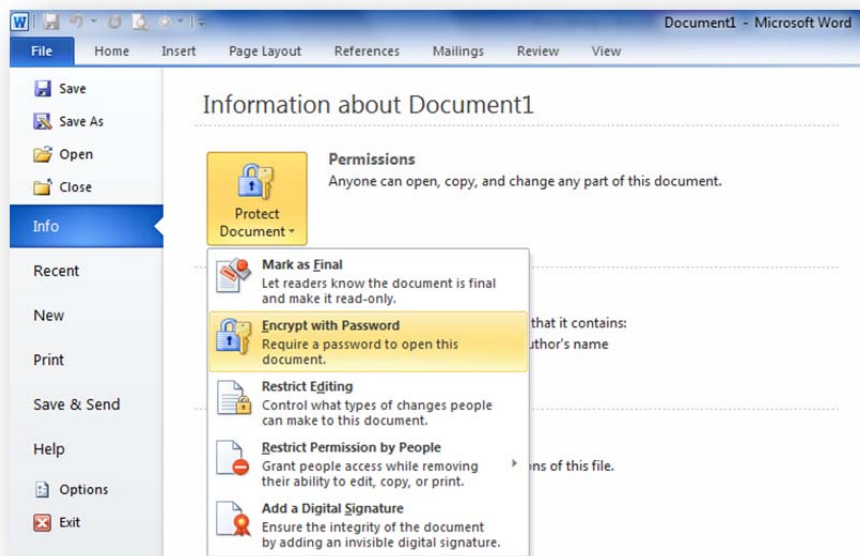 Document1 - Microsoft Word
File Home Insert Page Layout References Mailings Review View
Save
Save As
Open
Close
Info
Recent
New
Print
Save & Send
Help
Options
Exit
Information about Document1
Protect
Document
Permissions
Anyone can open, copy, and change any part of this document.
Mark as Final
Let readers know the document is final
and make it read-only.
Encrypt with Password
Require a password to open this
document.
Restrict Editing
Control what types of changes people
can make to this document.
Restrict Permission by People
Grant people access while removing
their ability to edit, copy, or print.
Add a Digital Signature
Ensure the integrity of the document
by adding an invisible digital signature.
that it contains:
name
of this file.